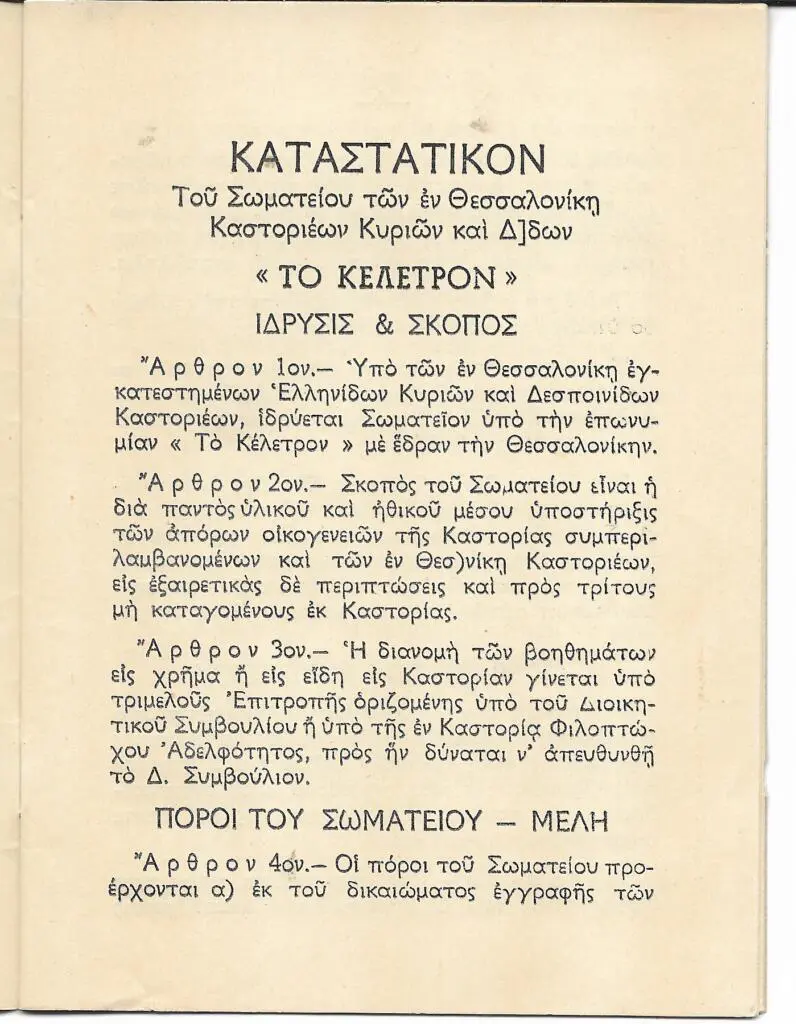 ΚΑΤΑΣΤΑΤΙΚΟΝ
Τοῦ Σωματείου τῶν ἐν Θεσσαλονίκῃ
Καστοριέων Κυριῶν καὶ Δ]δων
« ΤΟ ΚΕΛΕΤΡΟΝ »
ΙΔΡΥΣΙΣ & ΣΚΟΠΟΣ
Ἄρθρον 1ον.— Ὑπὸ τῶν ἐν Θεσσαλονίκῃ ἐγ-
κατεστημένων Ἑλληνίδων Κυριῶν καὶ Δεσποινίδων
Καστοριέων, ἱδρύεται Σωματεῖον ὑπὸ τὴν ἐπωνυ-
μίαν « Τὸ Κέλετρον » μὲ ἕδραν τὴν Θεσσαλονίκην.
Ἄρθρον 2ον.— Σκοπὸς τοῦ Σωματείου εἶναι ἡ
διὰ παντὸς ὑλικοῦ καὶ ἠθικοῦ μέσου ὑποστήριξις
τῶν ἀπόρων οἰκογενειῶν τῆς Καστορίας συμπερι-
λαμβανομένων καὶ τῶν ἐν Θεσ)νίκῃ Καστοριέων,
εἰς ἐξαιρετικὰς δὲ περιπτώσεις καὶ πρὸς τρίτους
μὴ καταγομένους ἐκ Καστορίας.
Ἄρθρον 3ον.— Ἡ διανομὴ τῶν βοηθημάτων
εἰς χρῆμα ἢ εἰς εἴδη εἰς Καστορίαν γίνεται ὑπὸ
τριμελοῦς Ἐπιτροπῆς ὁριζομένης ὑπὸ τοῦ Διοικη-
τικοῦ Συμβουλίου ἢ ὑπὸ τῆς ἐν Καστορίᾳ Φιλοπτώ-
χου Ἀδελφότητος, πρὸς ἣν δύναται ν' ἀπευθυνθῇ
τὸ Δ. Συμβούλιον.
ΠΟΡΟΙ ΤΟΥ ΣΩΜΑΤΕΙΟΥ — ΜΕΛΗ
Ἄρθρον 4ον.— Οἱ πόροι τοῦ Σωματείου προ-
έρχονται α) ἐκ τοῦ δικαιώματος ἐγγραφῆς τῶν